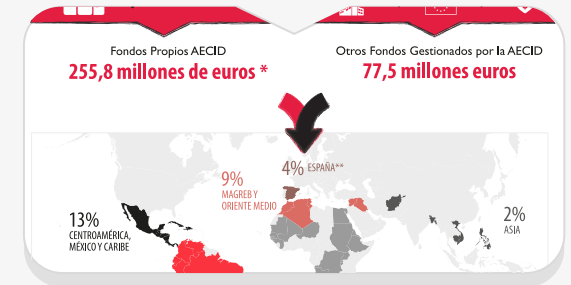 Fondos Propios AECID
255,8 millones de euros *
Otros Fondos Gestionados por la AECID
77,5 millones euros
4% ESPAÑA**
9%
MAGREB Y
ORIENTE MEDIO
13%
CENTROAMÉRICA,
MÉXICO Y CARIBE
2%
ASIA